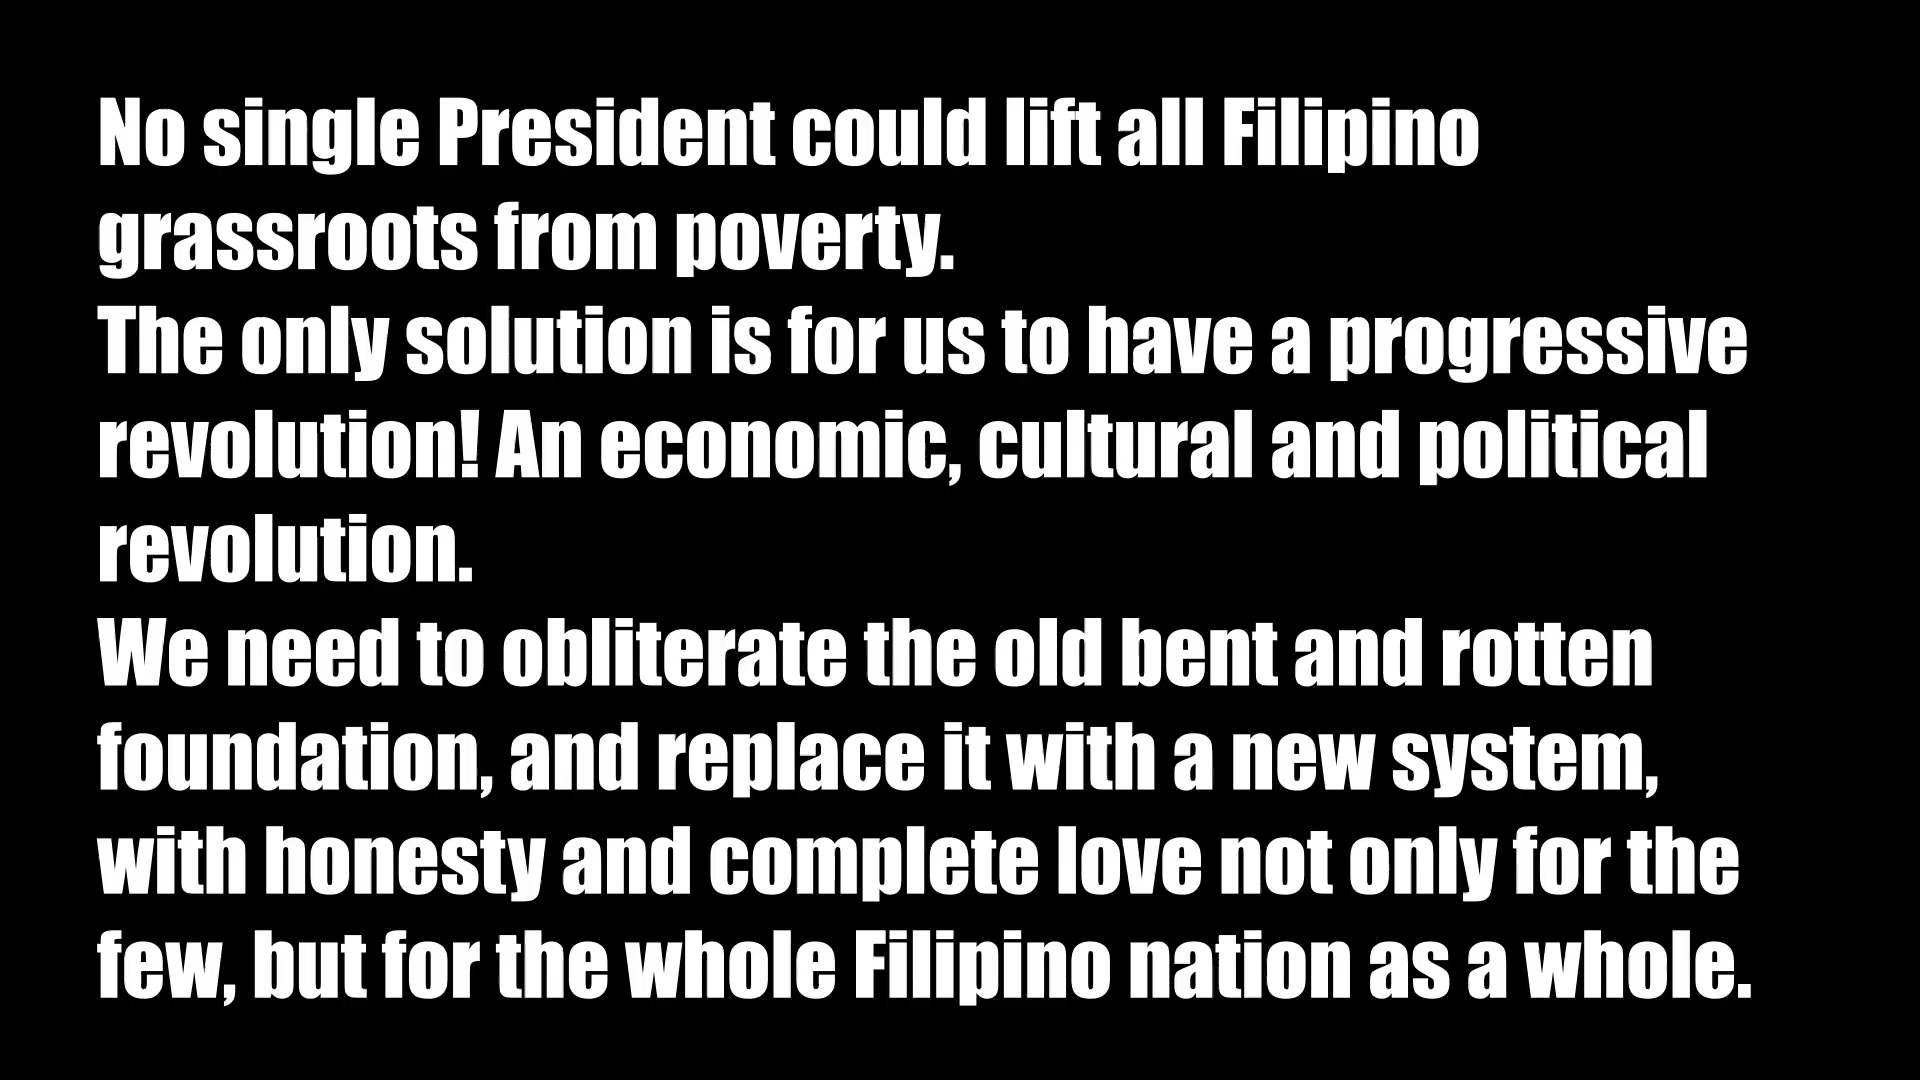 No single President could lift all Filipino
grassroots from poverty.
The only solution is for us to have a progressive
revolution! An economic, cultural and political
revolution.
We need to obliterate the old bent and rotten
foundation, and replace it with a new system,
with honesty and complete love not only for the
few, but for the whole Filipino nation as a whole.